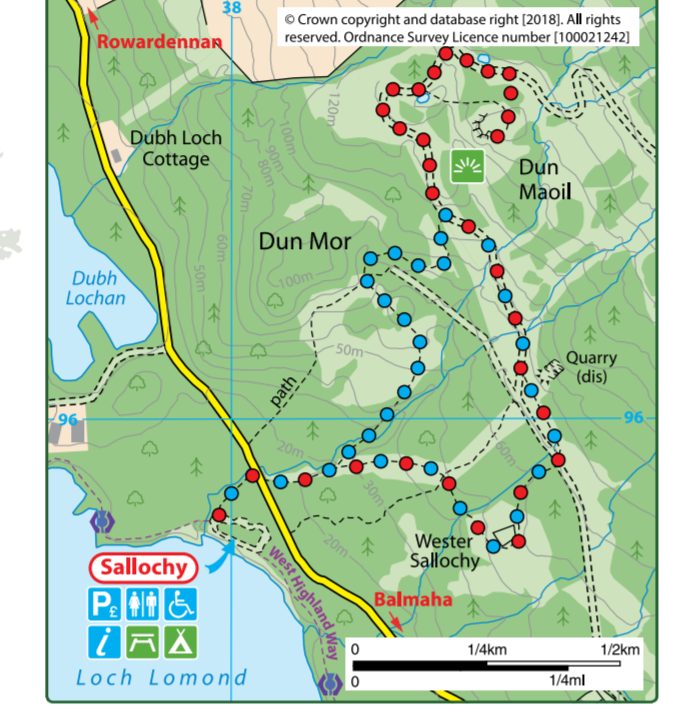 38
© Crown copyright and database right [2018]. All rights
reserved. Ordnance Survey Licence number [100021242]
Rowardennan
120m
100m
90m
80m
Dubh Loch
Cottage
70m
Dun
Maoil
60m
Dun Mor
50m
100m
Dubh
Lochan
50m
Quarry
(dis)
path
96
96
20m
60m
30m
20m
Wester
Sallochy
Sallochy
West Highland Way
P£
i
Balmaha
0 1/4km 1/2km
0 1/4ml
Loch Lomond